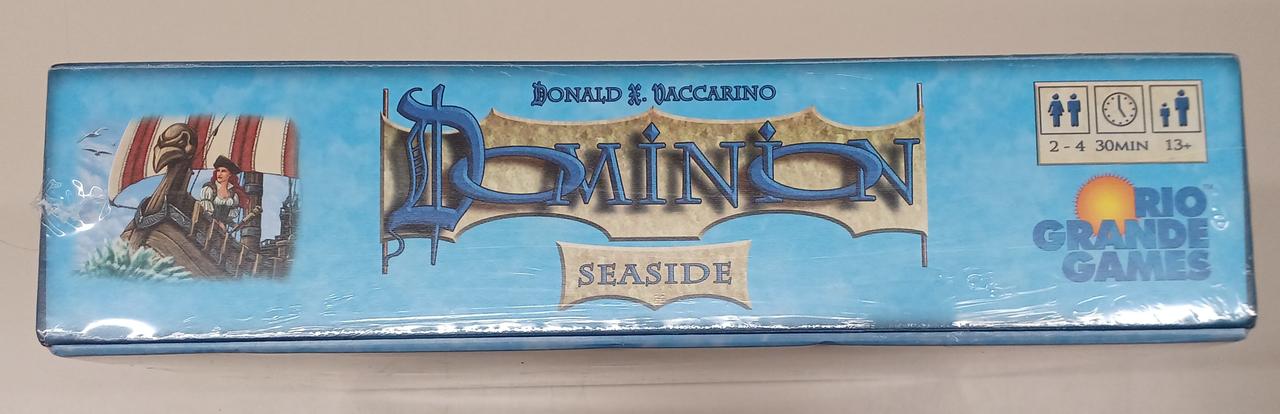 DONALD X. VACCARINO
DOMINION
SEASIDE
2 - 4 30MIN 13+
RIO
GRANDE
GAMES